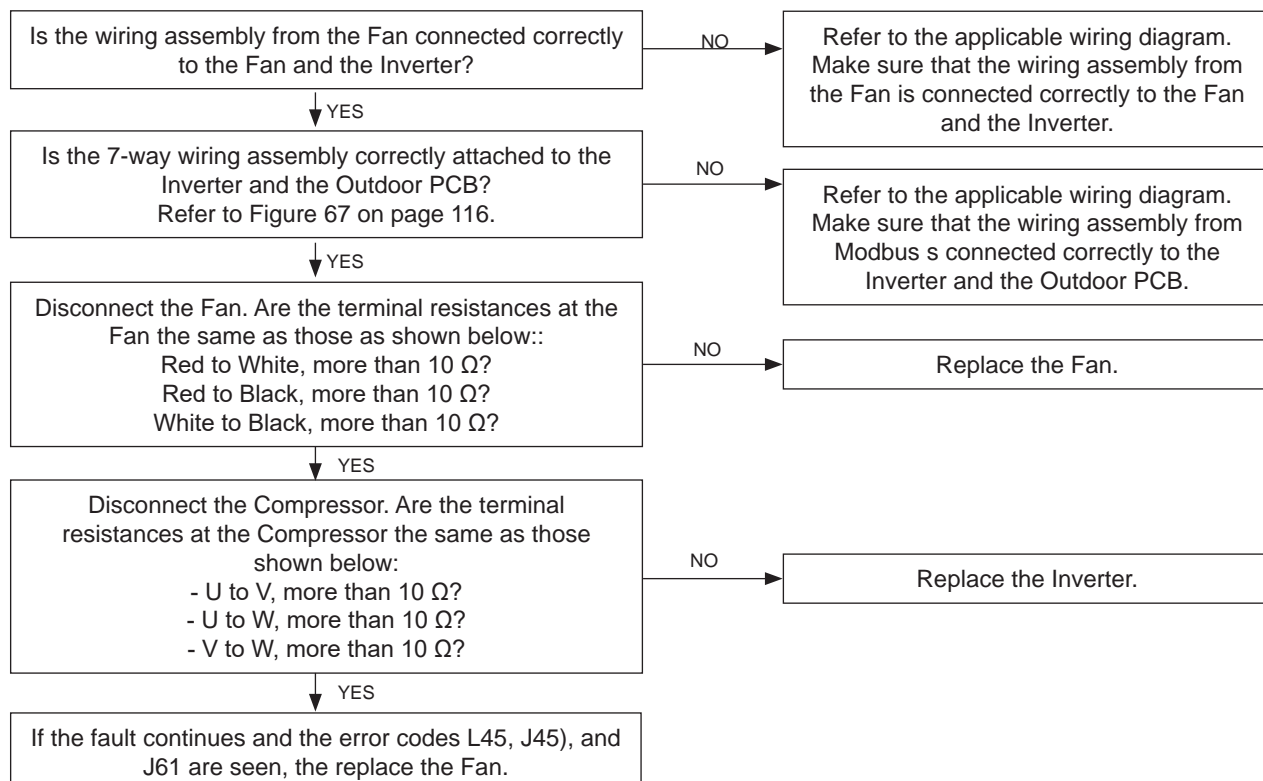 Is the wiring assembly from the Fan connected correctly
to the Fan and the Inverter?
NO
Refer to the applicable wiring diagram.
Make sure that the wiring assembly from
the Fan is connected correctly to the Fan
and the Inverter.
YES
Is the 7-way wiring assembly correctly attached to the
Inverter and the Outdoor PCB?
Refer to Figure 67 on page 116.
NO
Refer to the applicable wiring diagram.
Make sure that the wiring assembly from
Modbus s connected correctly to the
Inverter and the Outdoor PCB.
YES
Disconnect the Fan. Are the terminal resistances at the
Fan the same as those as shown below::
Red to White, more than 10 Ω?
Red to Black, more than 10 Ω?
White to Black, more than 10 Ω?
NO
Replace the Fan.
YES
Disconnect the Compressor. Are the terminal
resistances at the Compressor the same as those
shown below:
- U to V, more than 10 Ω?
- U to W, more than 10 Ω?
- V to W, more than 10 Ω?
NO
Replace the Inverter.
YES
If the fault continues and the error codes L45, J45), and
J61 are seen, the replace the Fan.